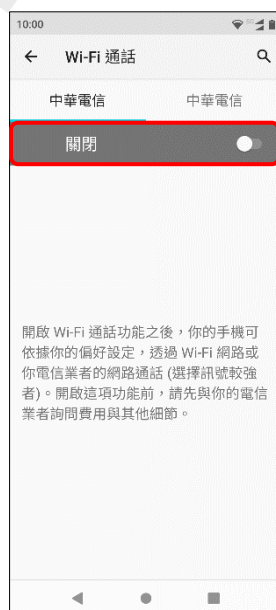 10:00
Wi-Fi 通話
中華電信 中華電信
關閉
開啟 Wi-Fi 通話功能之後，你的手機可
依據你的偏好設定，透過 Wi-Fi 網路或
你電信業者的網路通話 (選擇訊號較強
者)。開啟這項功能前，請先與你的電信
業者詢問費用與其他細節。